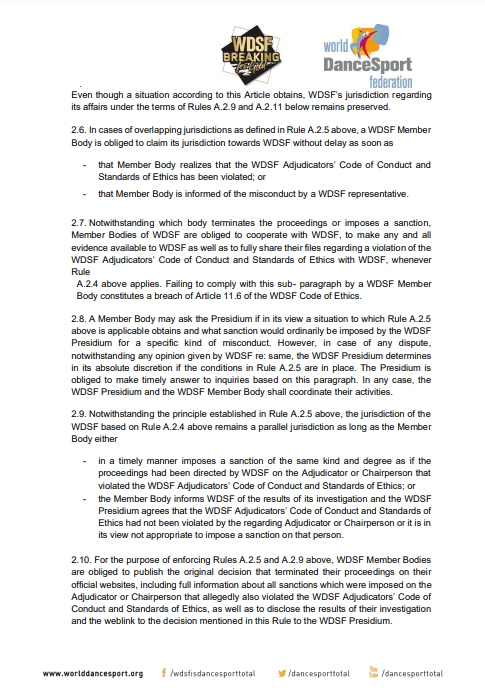 WDSF
BREAKING
for Gold
world
DanceSport
federation
.
Even though a situation according to this Article obtains, WDSF's jurisdiction regarding
its affairs under the terms of Rules A.2.9 and A.2.11 below remains preserved.
2.6. In cases of overlapping jurisdictions as defined in Rule A.2.5 above, a WDSF Member
Body is obliged to claim its jurisdiction towards WDSF without delay as soon as
- that Member Body realizes that the WDSF Adjudicators' Code of Conduct and
Standards of Ethics has been violated; or
- that Member Body is informed of the misconduct by a WDSF representative.
2.7. Notwithstanding which body terminates the proceedings or imposes a sanction,
Member Bodies of WDSF are obliged to cooperate with WDSF, to make any and all
evidence available to WDSF as well as to fully share their files regarding a violation of the
WDSF Adjudicators' Code of Conduct and Standards of Ethics with WDSF, whenever
Rule
A.2.4 above applies. Failing to comply with this sub- paragraph by a WDSF Member
Body constitutes a breach of Article 11.6 of the WDSF Code of Ethics.
2.8. A Member Body may ask the Presidium if in its view a situation to which Rule A.2.5
above is applicable obtains and what sanction would ordinarily be imposed by the WDSF
Presidium for a specific kind of misconduct. However, in case of any dispute,
notwithstanding any opinion given by WDSF re: same, the WDSF Presidium determines
in its absolute discretion if the conditions in Rule A.2.5 are in place. The Presidium is
obliged to make timely answer to inquiries based on this paragraph. In any case, the
WDSF Presidium and the WDSF Member Body shall coordinate their activities.
2.9. Notwithstanding the principle established in Rule A.2.5 above, the jurisdiction of the
WDSF based on Rule A.2.4 above remains a parallel jurisdiction as long as the Member
Body either
- in a timely manner imposes a sanction of the same kind and degree as if the
proceedings had been directed by WDSF on the Adjudicator or Chairperson that
violated the WDSF Adjudicators' Code of Conduct and Standards of Ethics; or
- the Member Body informs WDSF of the results of its investigation and the WDSF
Presidium agrees that the WDSF Adjudicators' Code of Conduct and Standards of
Ethics had not been violated by the regarding Adjudicator or Chairperson or it is in
its view not appropriate to impose a sanction on that person.
2.10. For the purpose of enforcing Rules A.2.5 and A.2.9 above, WDSF Member Bodies
are obliged to publish the original decision that terminated their proceedings on their
official websites, including full information about all sanctions which were imposed on the
Adjudicator or Chairperson that allegedly also violated the WDSF Adjudicators' Code of
Conduct and Standards of Ethics, as well as to disclose the results of their investigation
and the weblink to the decision mentioned in this Rule to the WDSF Presidium.
www.worlddancesport.org /wdsfisdancesporttotal /dancesporttotal You Tube /dancesporttotal